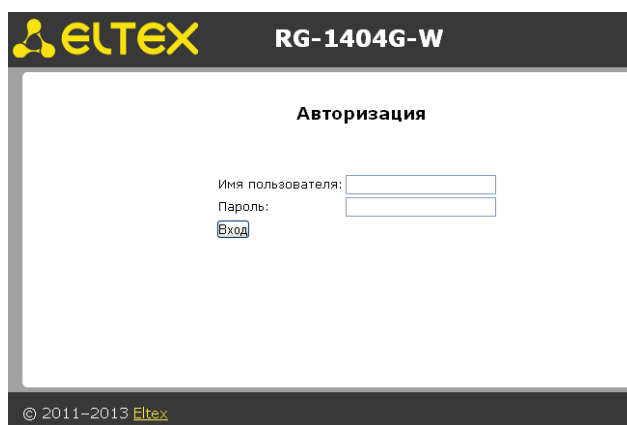 ELTEX RG-1404G-W
Авторизация
Имя пользователя:
Пароль:
Вход
© 2011–2013 Eltex